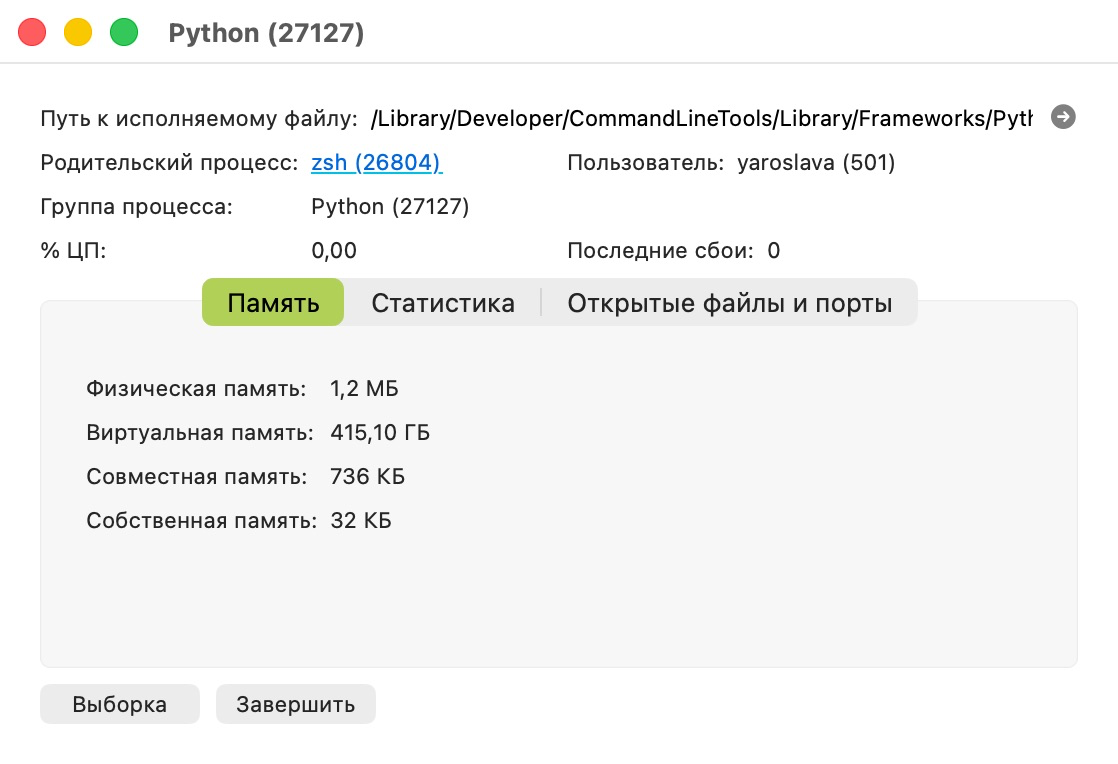 Python (27127)
Путь к исполняемому файлу: /Library/Developer/CommandLineTools/Library/Frameworks/Pyth
Родительский процесс: zsh (26804) Пользователь: yaroslava (501)
Группа процесса: Python (27127)
% ЦП: 0,00 Последние сбои: 0
Память Статистика Открытые файлы и порты
Физическая память: 1,2 МБ
Виртуальная память: 415,10 ГБ
Совместная память: 736 КБ
Собственная память: 32 КБ
Выборка Завершить